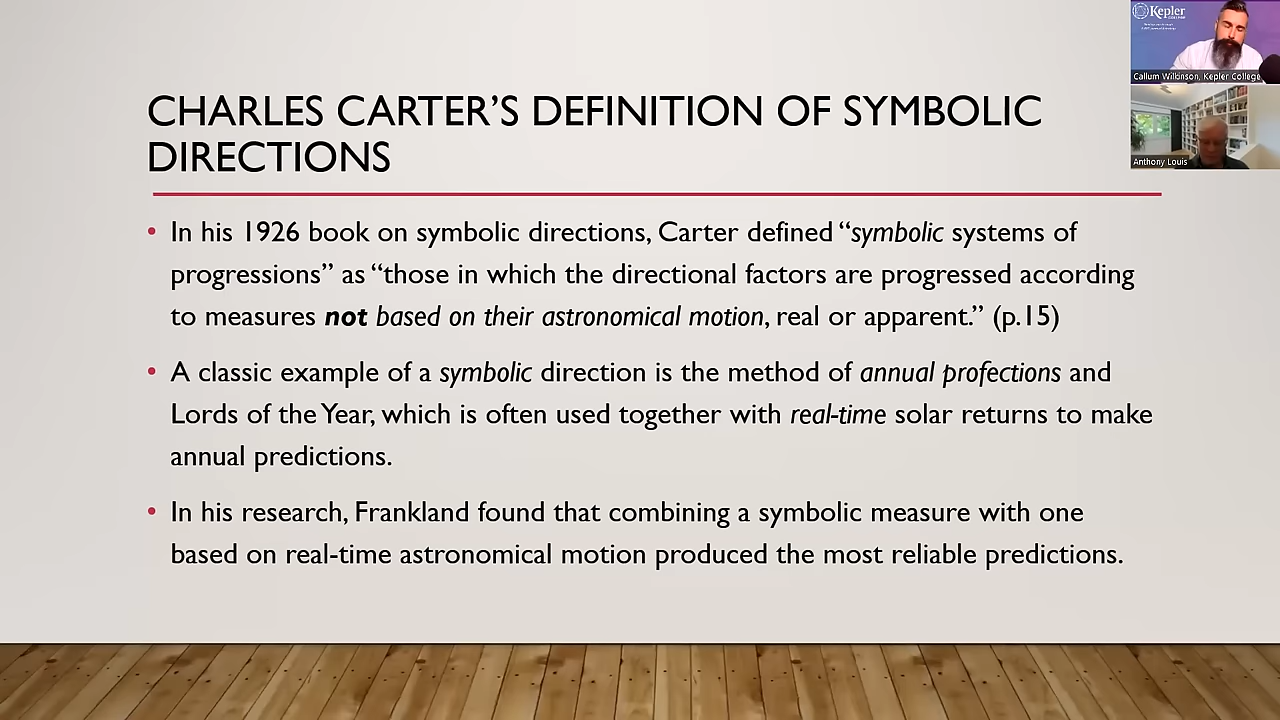 CHARLES CARTER’S DEFINITION OF SYMBOLIC
DIRECTIONS
• In his 1926 book on symbolic directions, Carter defined “symbolic systems of
progressions” as “those in which the directional factors are progressed according
to measures not based on their astronomical motion, real or apparent.” (p.15)
• A classic example of a symbolic direction is the method of annual profections and
Lords of the Year, which is often used together with real-time solar returns to make
annual predictions.
• In his research, Frankland found that combining a symbolic measure with one
based on real-time astronomical motion produced the most reliable predictions.
Kepler
COLLEGE
Callum Wilkinson, Kepler College
Anthony Louis